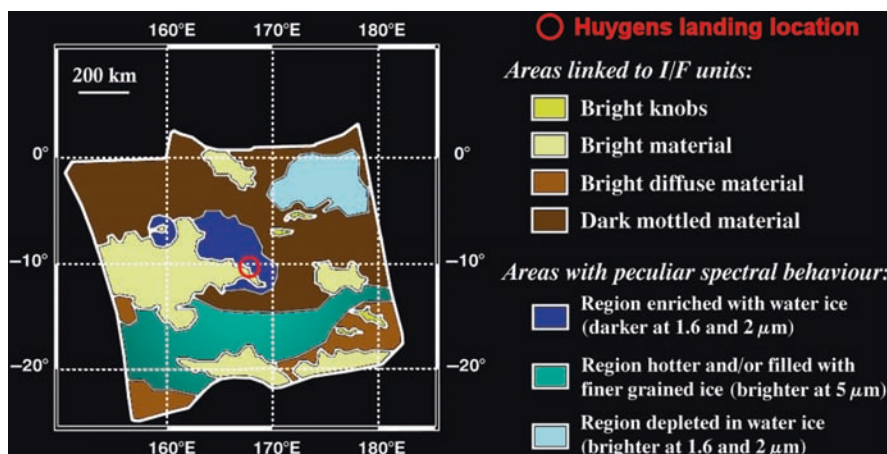 160°E 170°E 180°E
200 km
0° 0°
−10° −10°
−20° −20°
160°E 170°E 180°E
Huygens landing location
Areas linked to I/F units:
Bright knobs
Bright material
Bright diffuse material
Dark mottled material
Areas with peculiar spectral behaviour:
Region enriched with water ice
(darker at 1.6 and 2 μm)
Region hotter and/or filled with
finer grained ice (brighter at 5 μm)
Region depleted in water ice
(brighter at 1.6 and 2 μm)